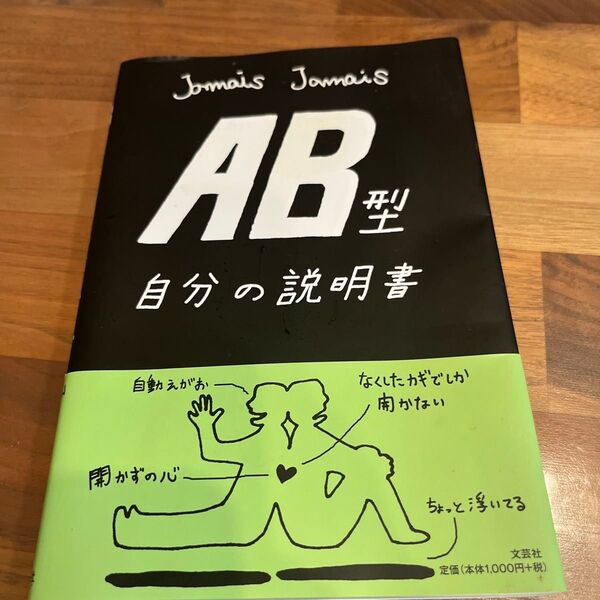 Jamais Jamais
AB型
自分の説明書
自動えがお
なくしたカギでしか
開かない
開かずの心
ちょっと浮いてる
文芸社
定価(本体1,000円+税)